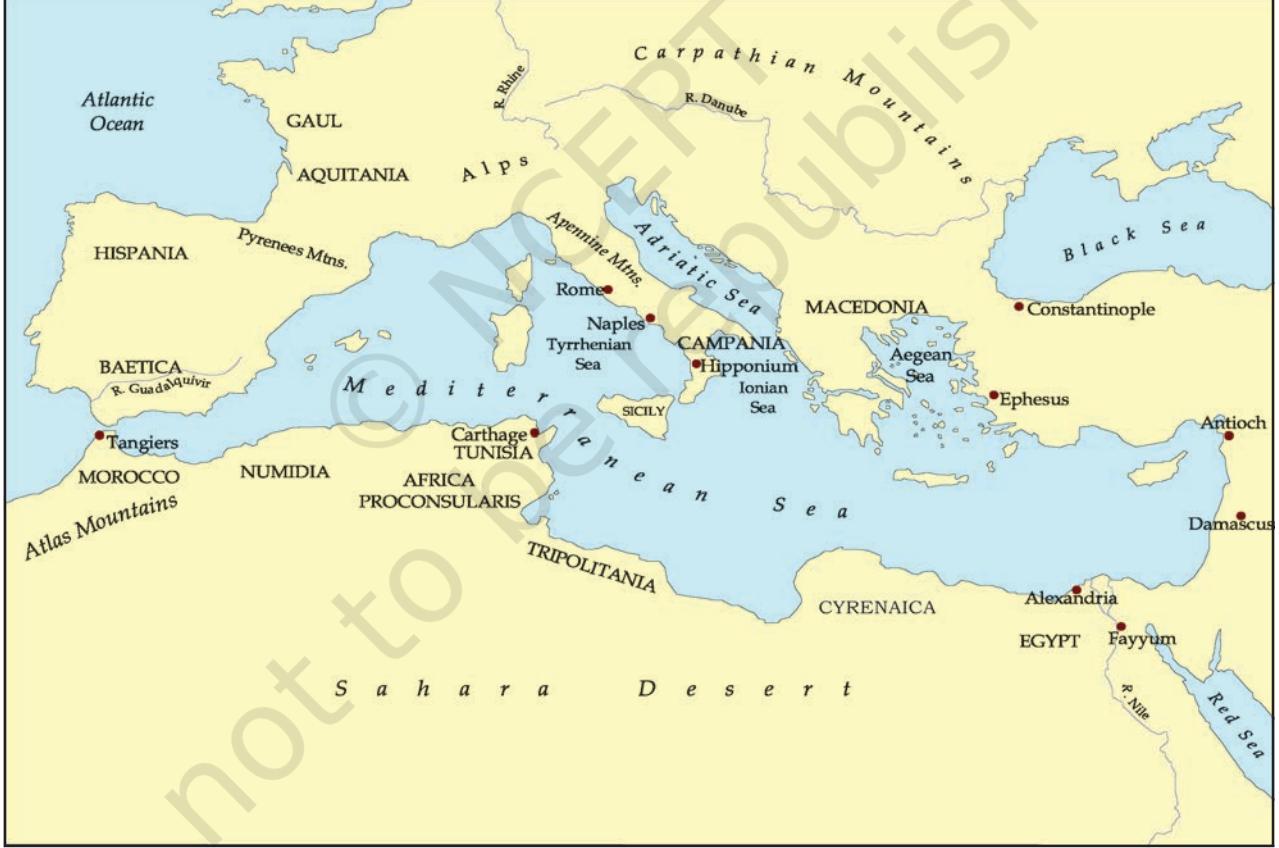 Carpathian Mountains
R. Rhine
R. Danube
Atlantic
Ocean
GAUL
AQUITANIA
Alps
HISPANIA
Pyrenees Mtns.
Apennine Mtns.
Adriatic Sea
Black Sea
Rome
Naples
MACEDONIA
Constantinople
Tyrrhenian
Sea
CAMPANIA
Hipponium
Ionian
Sea
Aegean
Sea
BAETICA
R. Guadalquivir
Mediterranean Sea
SICILY
Ephesus
Antioch
Tangiers
MOROCCO
Atlas Mountains
NUMIDIA
Carthage
TUNISIA
AFRICA
PROCONSULARIS
TRIPOLITANIA
CYRENAICA
Damascus
Alexandria
EGYPT
Fayyum
R. Nile
Red Sea
Sahara Desert
© NCERT
not to be republis